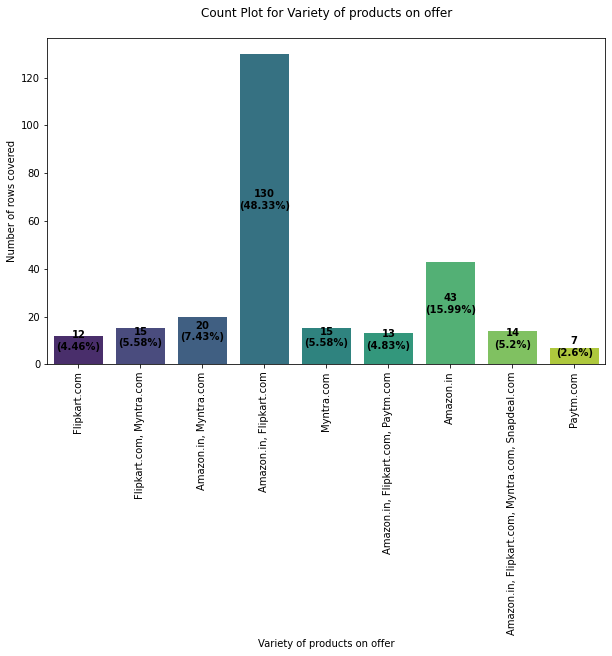 Count Plot for Variety of products on offer
Number of rows covered
120
100
80
60
40
20
0
12
(4.46%)
15
(5.58%)
20
(7.43%)
130
(48.33%)
15
(5.58%)
13
(4.83%)
43
(15.99%)
14
(5.2%)
7
(2.6%)
Flipkart.com
Flipkart.com, Myntra.com
Amazon.in, Myntra.com
Amazon.in, Flipkart.com
Myntra.com
Amazon.in, Flipkart.com, Paytm.com
Amazon.in
Amazon.in, Flipkart.com, Myntra.com, Snapdeal.com
Paytm.com
Variety of products on offer